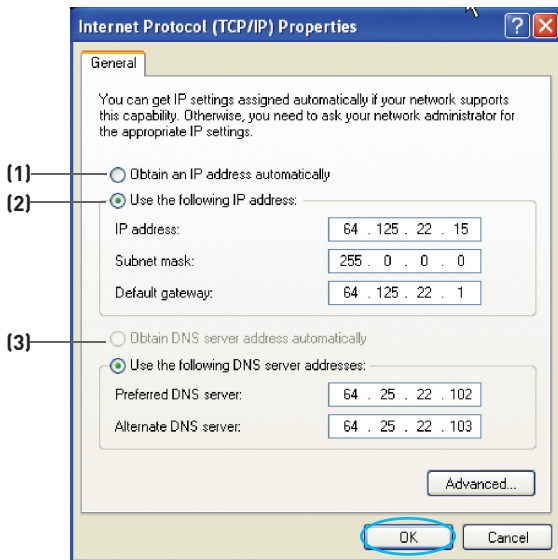 Internet Protocol (TCP/IP) Properties
General
You can get IP settings assigned automatically if your network supports
this capability. Otherwise, you need to ask your network administrator for
the appropriate IP settings.
(1) Obtain an IP address automatically
(2) Use the following IP address:
IP address: 64 . 125 . 22 . 15
Subnet mask: 255 . 0 . 0 . 0
Default gateway: 64 . 125 . 22 . 1
(3) Obtain DNS server address automatically
Use the following DNS server addresses:
Preferred DNS server: 64 . 25 . 22 . 102
Alternate DNS server: 64 . 25 . 22 . 103
Advanced...
OK Cancel